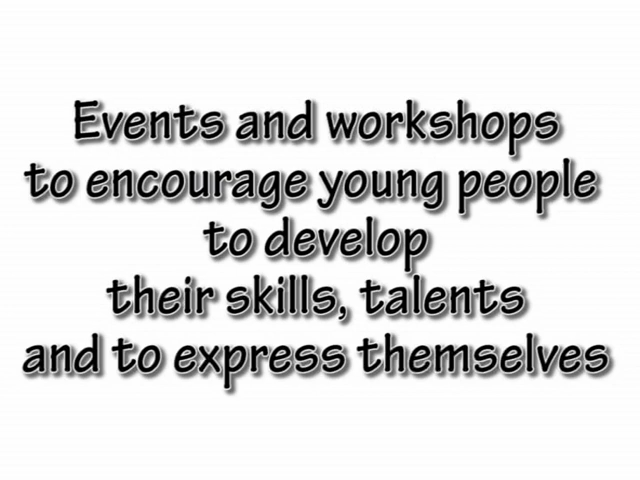 Events and workshops
to encourage young people
to develop
their skills, talents
and to express themselves